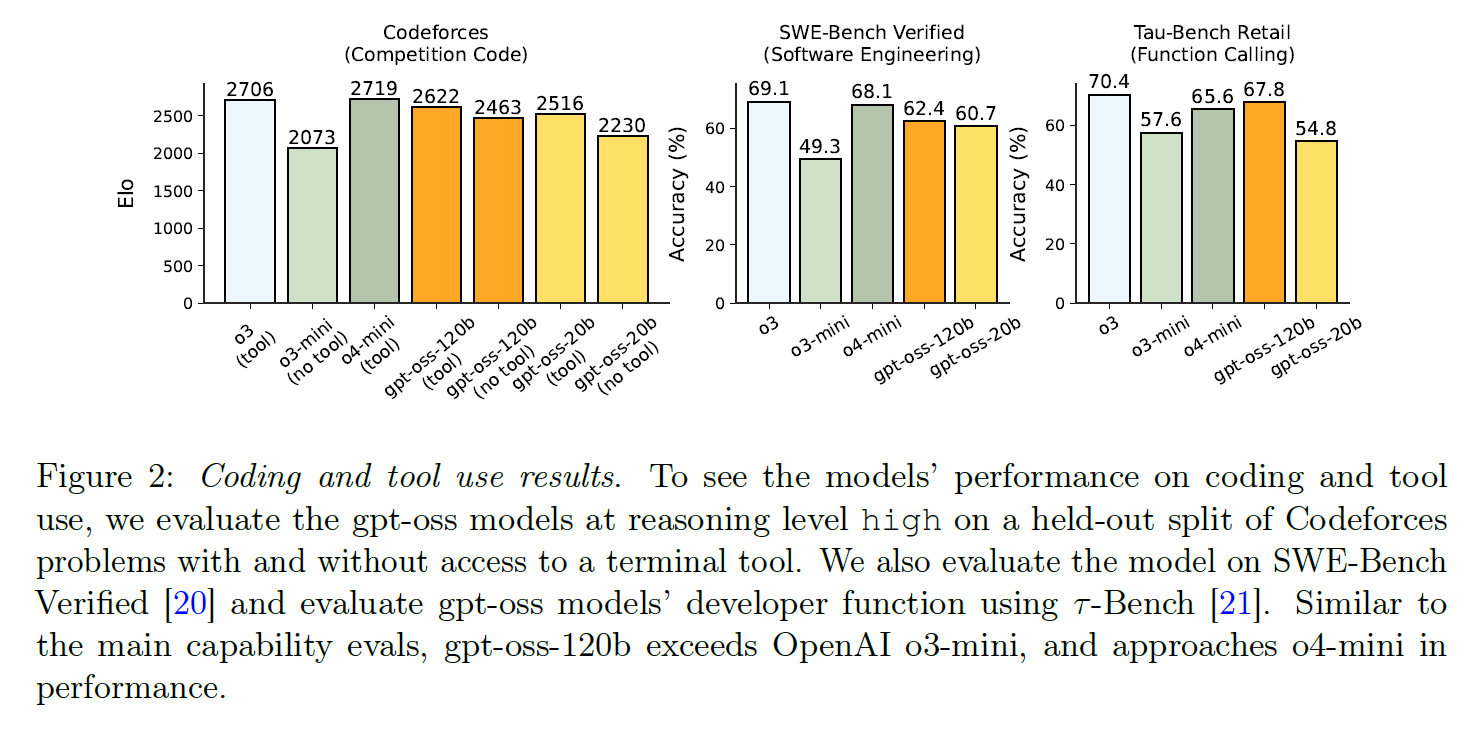 Codeforces
(Competition Code)
Elo
2500
2000
1500
1000
500
0
2706
2073
2719
2622
2463
2516
2230
o3
(tool)
o3-mini
(no tool)
o4-mini
(tool)
gpt-oss-120b
(tool)
gpt-oss-120b
(no tool)
gpt-oss-20b
(tool)
gpt-oss-20b
(no tool)
SWE-Bench Verified
(Software Engineering)
Accuracy (%)
60
40
20
0
69.1
49.3
68.1
62.4
60.7
o3
o3-mini
o4-mini
gpt-oss-120b
gpt-oss-20b
Tau-Bench Retail
(Function Calling)
Accuracy (%)
60
40
20
0
70.4
57.6
65.6
67.8
54.8
o3
o3-mini
o4-mini
gpt-oss-120b
gpt-oss-20b
Figure 2: Coding and tool use results. To see the models’ performance on coding and tool
use, we evaluate the gpt-oss models at reasoning level high on a held-out split of Codeforces
problems with and without access to a terminal tool. We also evaluate the model on SWE-Bench
Verified [20] and evaluate gpt-oss models’ developer function using τ-Bench [21]. Similar to
the main capability evals, gpt-oss-120b exceeds OpenAI o3-mini, and approaches o4-mini in
performance.